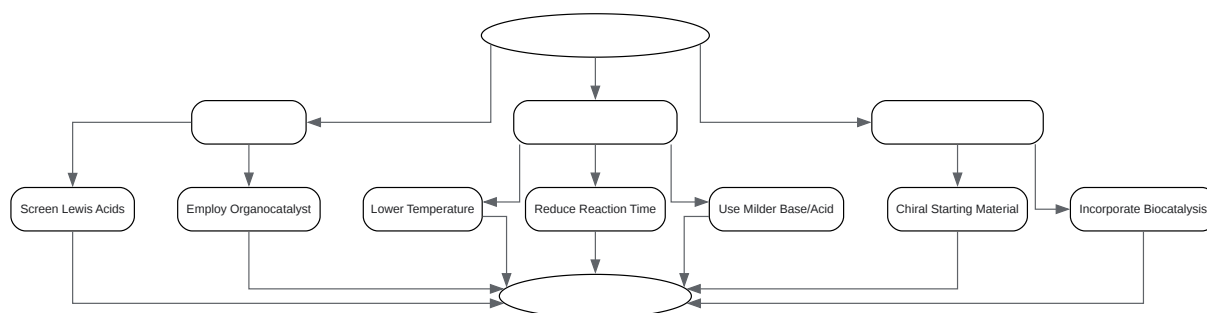 Screen Lewis Acids
Employ Organocatalyst
Lower Temperature
Reduce Reaction Time
Use Milder Base/Acid
Chiral Starting Material
Incorporate Biocatalysis